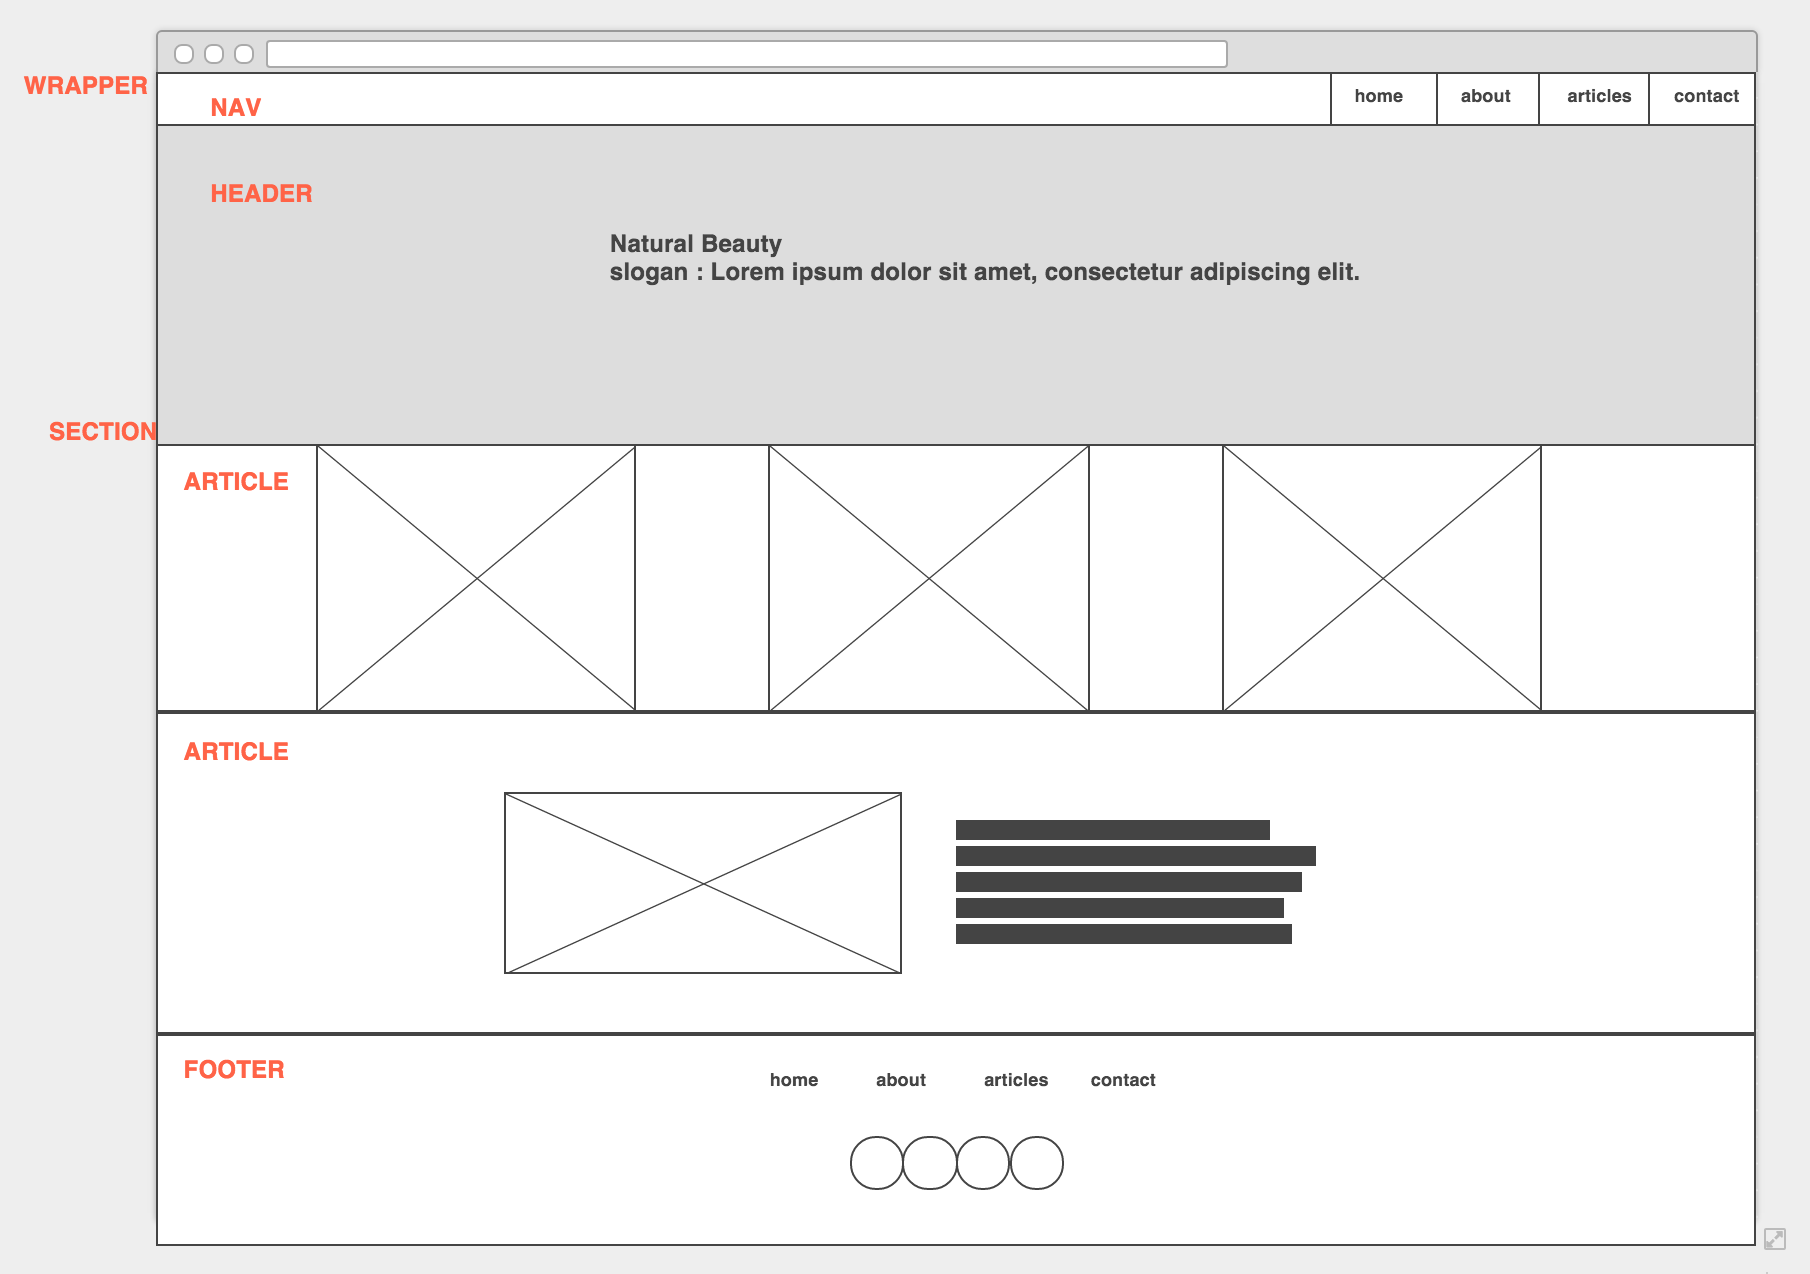 WRAPPER
NAV
home about articles contact
HEADER
Natural Beauty
slogan : Lorem ipsum dolor sit amet, consectetur adipiscing elit.
SECTION
ARTICLE
ARTICLE
FOOTER
home about articles contact